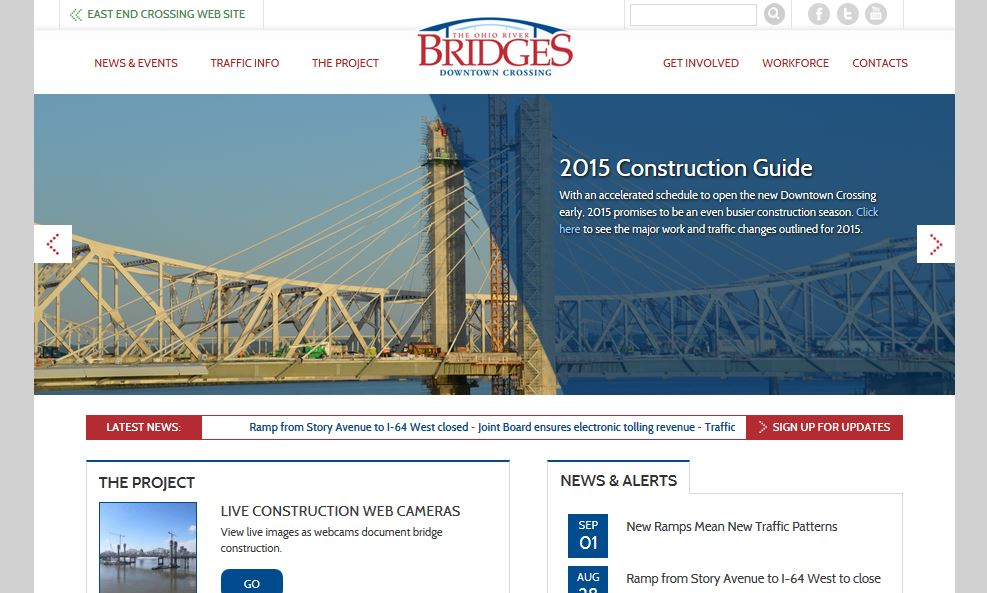 EAST END CROSSING WEB SITE
NEWS & EVENTS
TRAFFIC INFO
THE PROJECT
THE OHIO RIVER
BRIDGES
DOWNTOWN CROSSING
GET INVOLVED
WORKFORCE
CONTACTS
2015 Construction Guide
With an accelerated schedule to open the new Downtown Crossing
early, 2015 promises to be an even busier construction season. Click
here to see the major work and traffic changes outlined for 2015.
LATEST NEWS:
Ramp from Story Avenue to I-64 West closed - Joint Board ensures electronic tolling revenue - Traffic
SIGN UP FOR UPDATES
THE PROJECT
LIVE CONSTRUCTION WEB CAMERAS
View live images as webcams document bridge
construction.
GO
NEWS & ALERTS
SEP
01
New Ramps Mean New Traffic Patterns
AUG
28
Ramp from Story Avenue to I-64 West to close